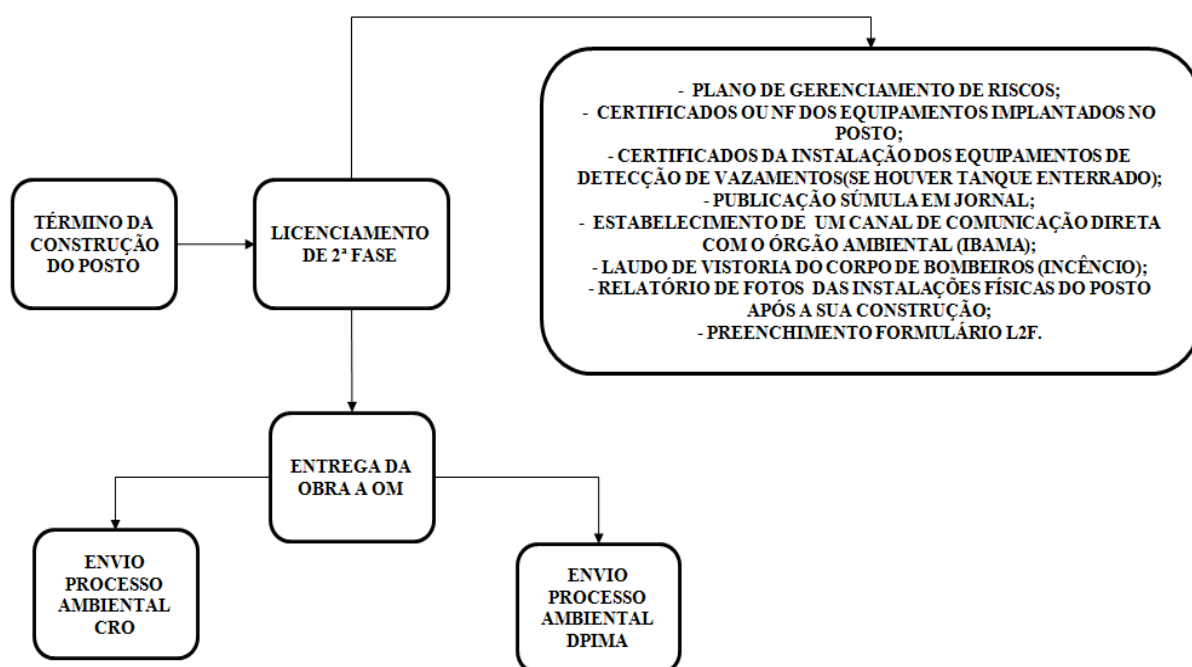 - PLANO DE GERENCIAMENTO DE RISCOS;
- CERTIFICADOS OU NF DOS EQUIPAMENTOS IMPLANTADOS NO
POSTO;
- CERTIFICADOS DA INSTALAÇÃO DOS EQUIPAMENTOS DE
DETECÇÃO DE VAZAMENTOS(SE HOUVER TANQUE ENTERRADO);
- PUBLICAÇÃO SÚMULA EM JORNAL;
- ESTABELECIMENTO DE UM CANAL DE COMUNICAÇÃO DIRETA
COM O ÓRGÃO AMBIENTAL (IBAMA);
- LAUDO DE VISTORIA DO CORPO DE BOMBEIROS (INCÊNCIO);
- RELATÓRIO DE FOTOS DAS INSTALAÇÕES FÍSICAS DO POSTO
APÓS A SUA CONSTRUÇÃO;
- PREENCHIMENTO FORMULÁRIO L2F.
TÉRMINO DA
CONSTRUÇÃO
DO POSTO
LICENCIAMENTO
DE 2ª FASE
ENTREGA DA
OBRA A OM
ENVIO
PROCESSO
AMBIENTAL
CRO
ENVIO
PROCESSO
AMBIENTAL
DPIMA